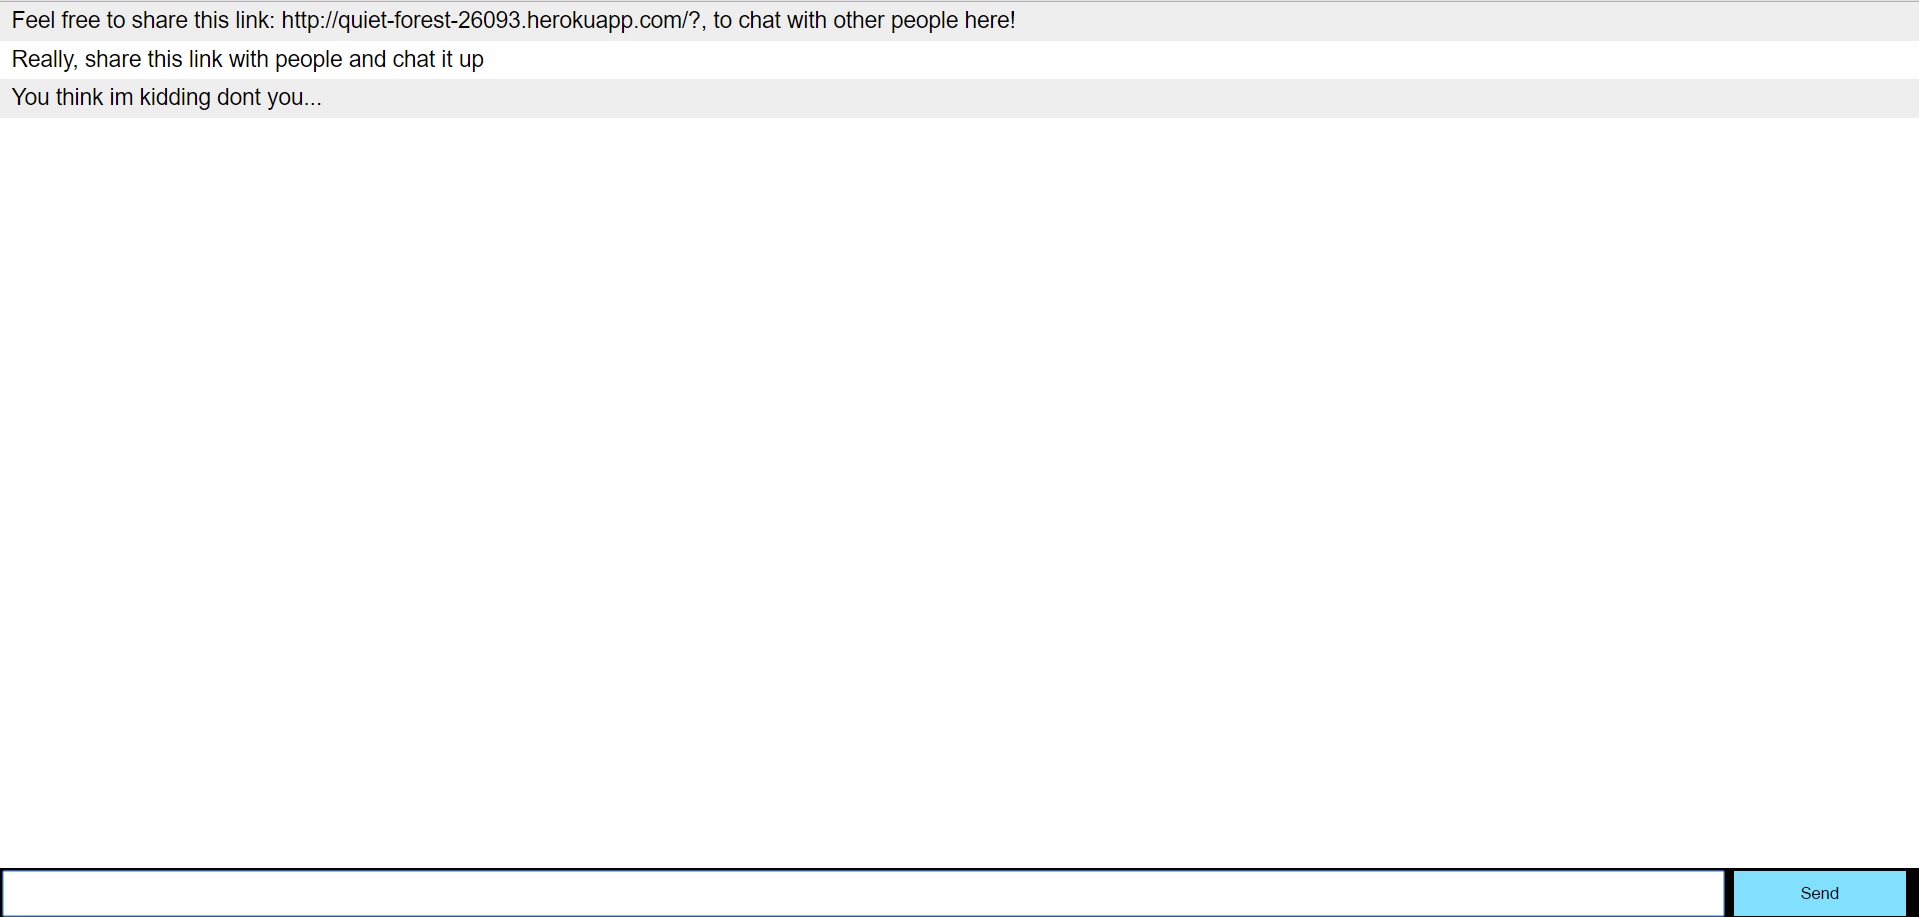 Feel free to share this link: http://quiet-forest-26093.herokuapp.com/?, to chat with other people here!
Really, share this link with people and chat it up
You think im kidding dont you...
Send